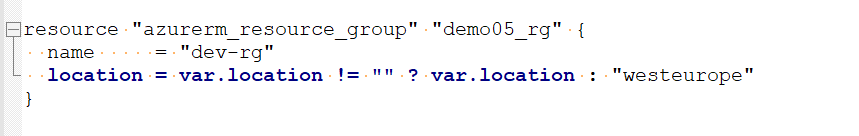 resource "azurerm_resource_group" "demo05_rg" {
  name     = "dev-rg"
  location = var.location != "" ? var.location : "westeurope"
}